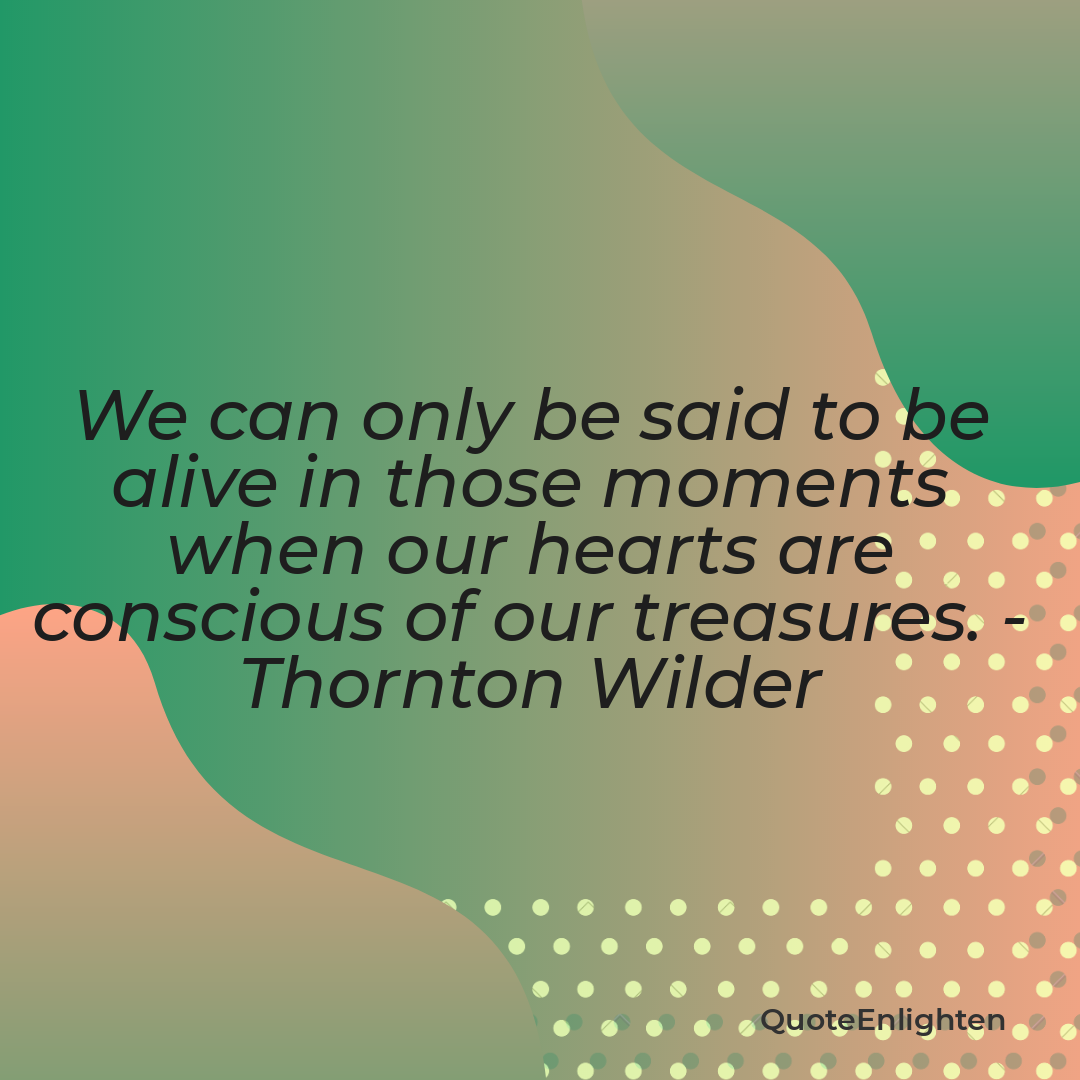 We can only be said to be
alive in those moments
when our hearts are
conscious of our treasures. -
Thornton Wilder
QuoteEnlighten